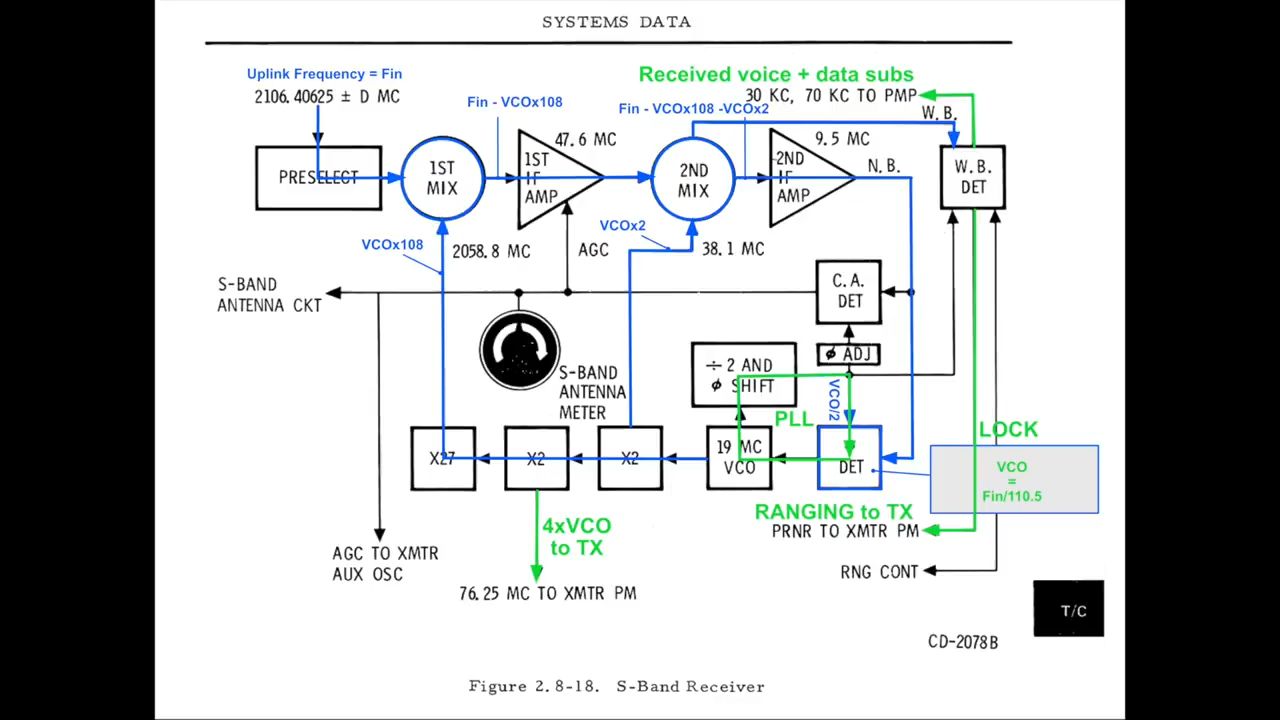 SYSTEMS DATA
Uplink Frequency = Fin
2106.40625 ± D MC
Received voice + data subs
30 KC, 70 KC TO PMP
Fin - VCOx108
Fin - VCOx108 -VCOx2
W.B.
47.6 MC
9.5 MC
PRESELECT
1ST
MIX
1ST
IF
AMP
2ND
MIX
2ND
IF
AMP
N.B.
W.B.
DET
VCOx108
2058.8 MC
AGC
VCOx2
38.1 MC
S-BAND
ANTENNA CKT
C.A.
DET
ø ADJ
÷ 2 AND
ø SHIFT
S-BAND
ANTENNA
METER
VCO/2
PLL
X27
X2
X2
19 MC
VCO
DET
LOCK
VCO
=
Fin/110.5
4xVCO
to TX
RANGING to TX
PRNR TO XMTR PM
AGC TO XMTR
AUX OSC
76.25 MC TO XMTR PM
RNG CONT
T/C
CD-2078B
Figure 2.8-18. S-Band Receiver